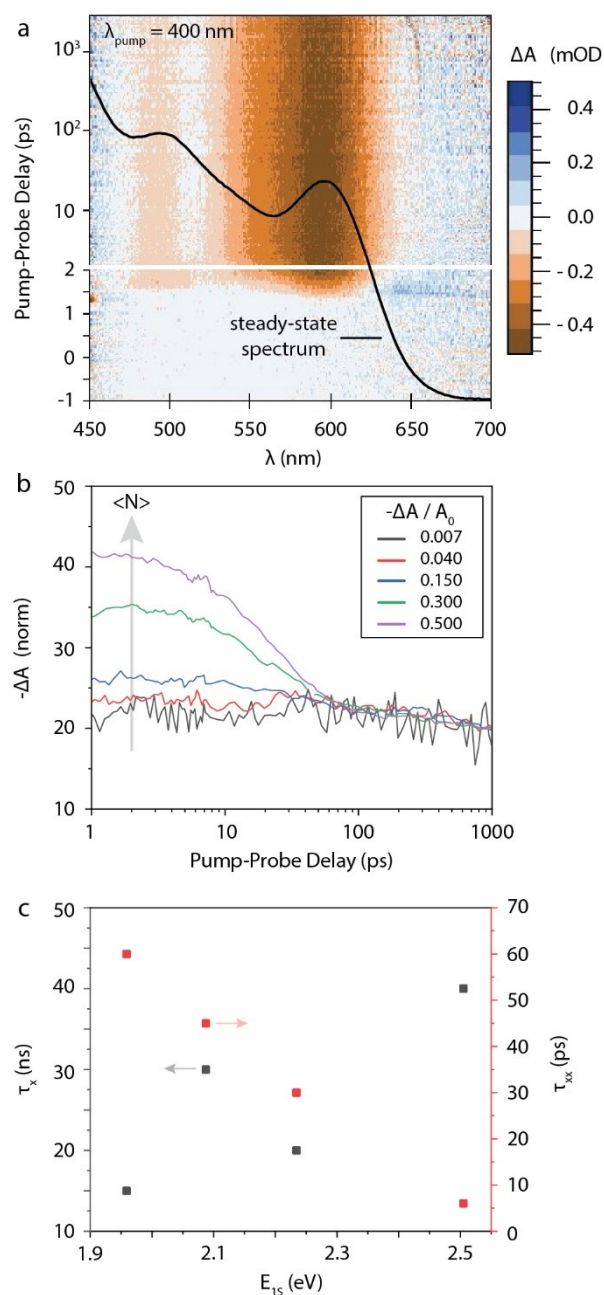 a
λpump = 400 nm
ΔA (mOD
10³
10²
10
2
1
0
-1
Pump-Probe Delay (ps)
steady-state
spectrum
450 500 550 600 650 700
λ (nm)
0.4
0.2
0.0
- 0.2
- 0.4
b
50
40
30
20
10
-ΔA (norm)
<N>
-ΔA / A₀
0.007
0.040
0.150
0.300
0.500
1 10 100 1000
Pump-Probe Delay (ps)
c
50
40
30
20
10
τx (ns)
70
60
50
40
30
20
10
0
τxx (ps)
1.9 2.1 2.3 2.5
E1S (eV)